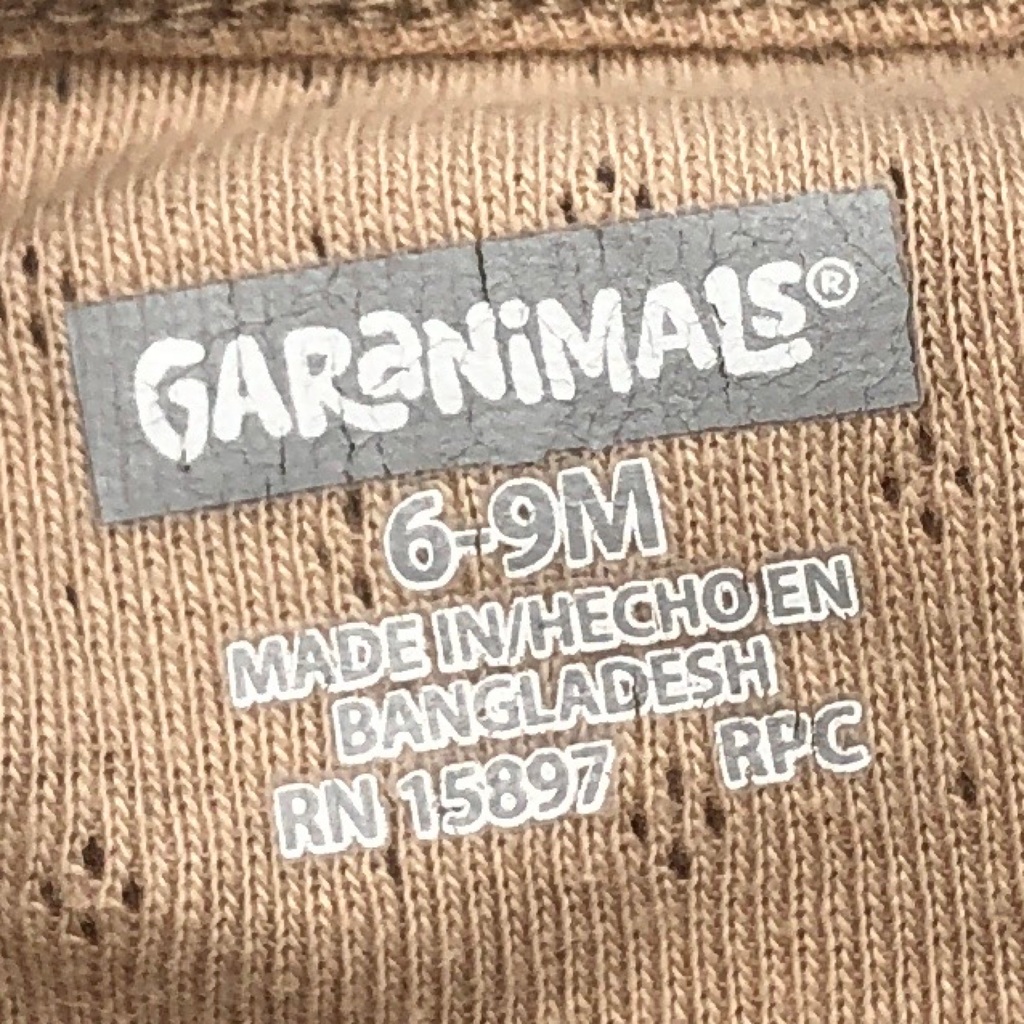 GARANiMALS®
6-9M
MADE IN/HECHO EN
BANGLADESH
RN 15897 RPC